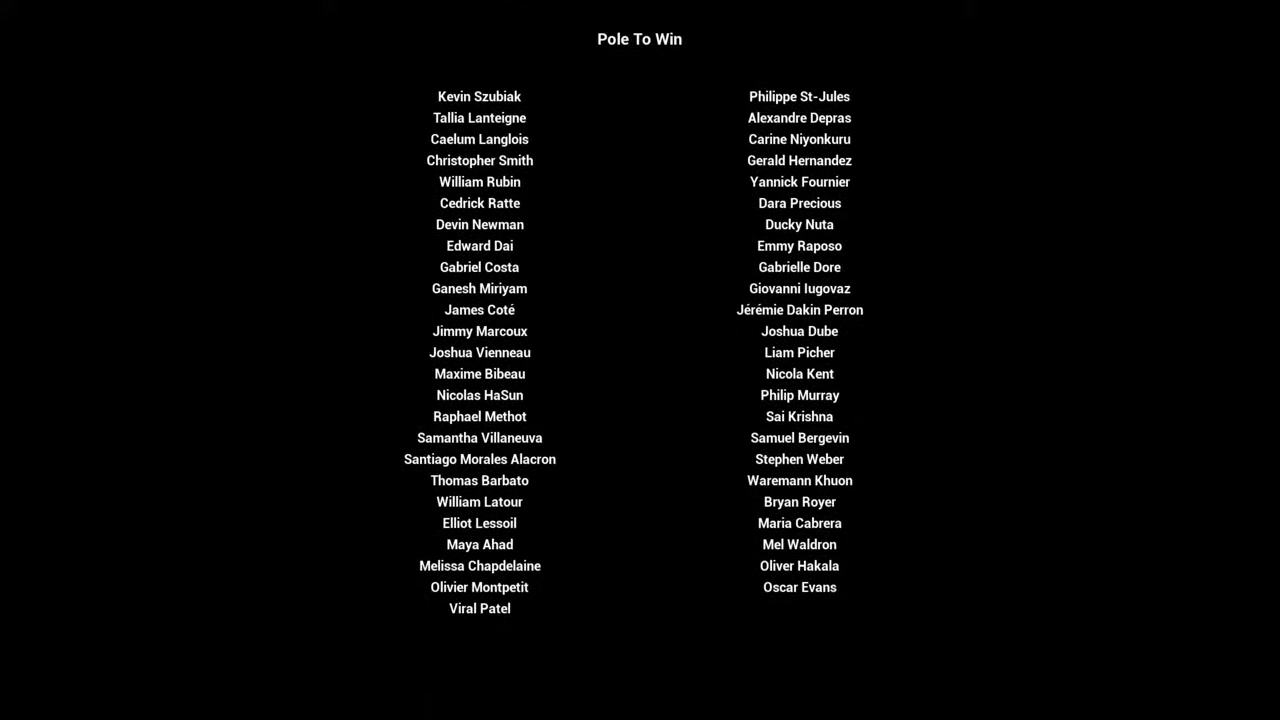 Pole To Win
Kevin Szubiak
Philippe St-Jules
Tallia Lanteigne
Alexandre Depras
Caelum Langlois
Carine Niyonkuru
Christopher Smith
Gerald Hernandez
William Rubin
Yannick Fournier
Cedrick Ratte
Dara Precious
Devin Newman
Ducky Nuta
Edward Dai
Emmy Raposo
Gabriel Costa
Gabrielle Dore
Ganesh Miriyam
Giovanni Iugovaz
James Coté
Jérémie Dakin Perron
Jimmy Marcoux
Joshua Dube
Joshua Vienneau
Liam Picher
Maxime Bibeau
Nicola Kent
Nicolas HaSun
Philip Murray
Raphael Methot
Sai Krishna
Samantha Villaneuva
Samuel Bergevin
Santiago Morales Alacron
Stephen Weber
Thomas Barbato
Waremann Khuon
William Latour
Bryan Royer
Elliot Lessoil
Maria Cabrera
Maya Ahad
Mel Waldron
Melissa Chapdelaine
Oliver Hakala
Olivier Montpetit
Oscar Evans
Viral Patel